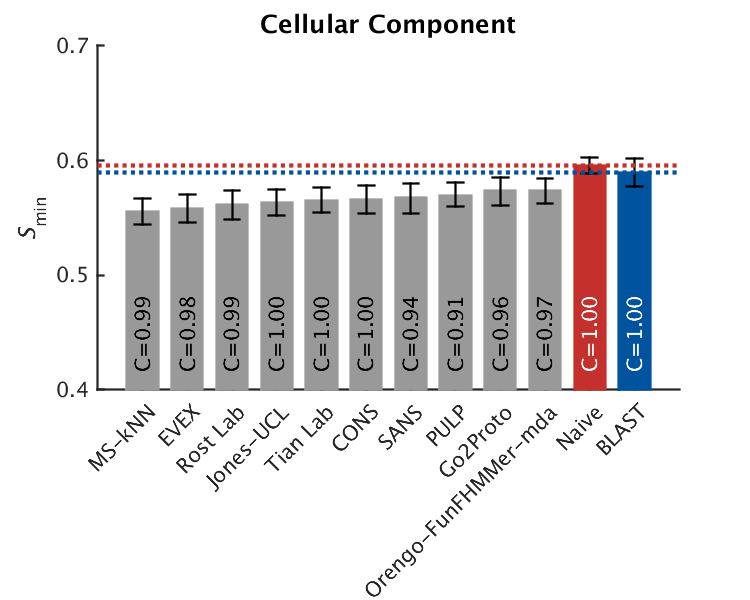 Cellular Component
0.7
0.6
0.5
0.4
Smin
C=0.99
C=0.98
C=0.99
C=1.00
C=1.00
C=1.00
C=0.94
C=0.91
C=0.96
C=0.97
C=1.00
C=1.00
MS-kNN
EVEX
Rost Lab
Jones-UCL
Tian Lab
CONS
SANS
PULP
Go2Proto
Orengo-FunFHMMer-mda
Naive
BLAST